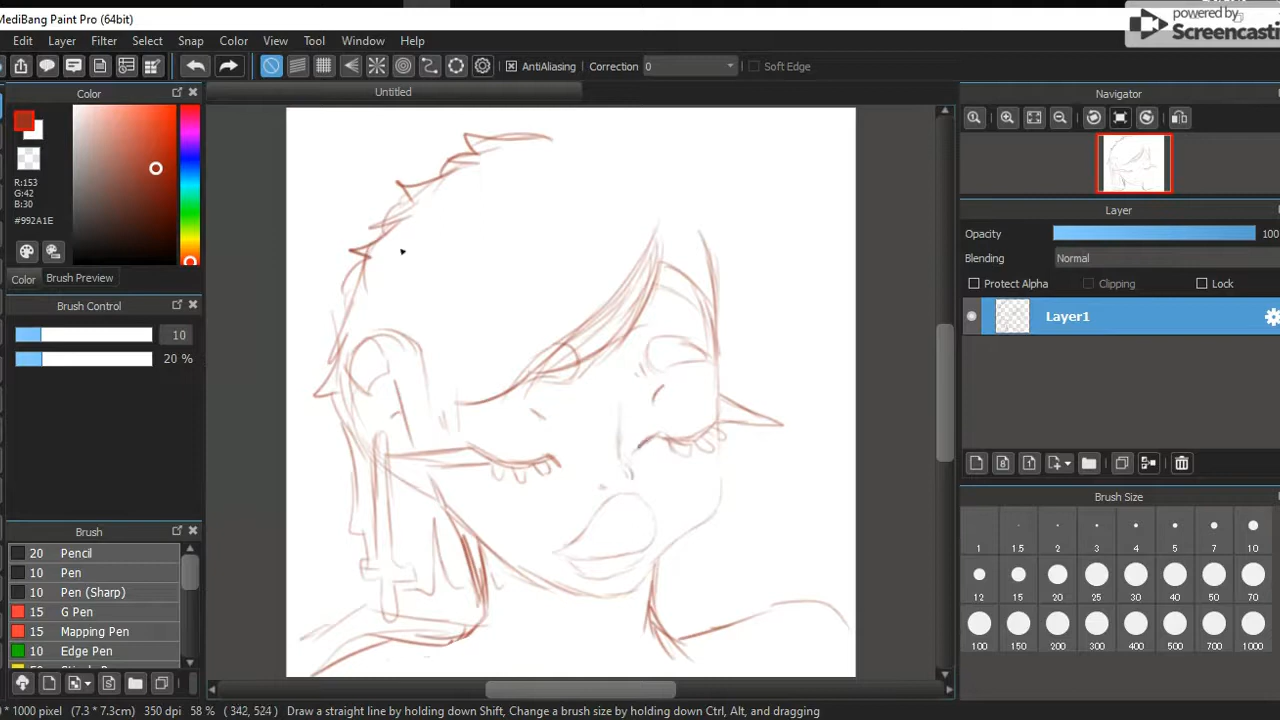 MediBang Paint Pro (64bit)
powered by
Screencasti
Edit Layer Filter Select Snap Color View Tool Window Help
AntiAliasing Correction 0 Soft Edge
Color
Untitled
Navigator
R:153
G:42
B:30
#992A1E
Color Brush Preview
Brush Control
10
20 %
Layer
Opacity 100
Blending Normal
Protect Alpha Clipping Lock
Layer1
Brush Size
1 1.5 2 3 4 5 7 10
12 15 20 25 30 40 50 70
100 150 200 300 400 500 700 1000
Brush
20 Pencil
10 Pen
10 Pen (Sharp)
15 G Pen
15 Mapping Pen
10 Edge Pen
* 1000 pixel (7.3 * 7.3cm) 350 dpi 58 % ( 342, 524 ) Draw a straight line by holding down Shift, Change a brush size by holding down Ctrl, Alt, and dragging